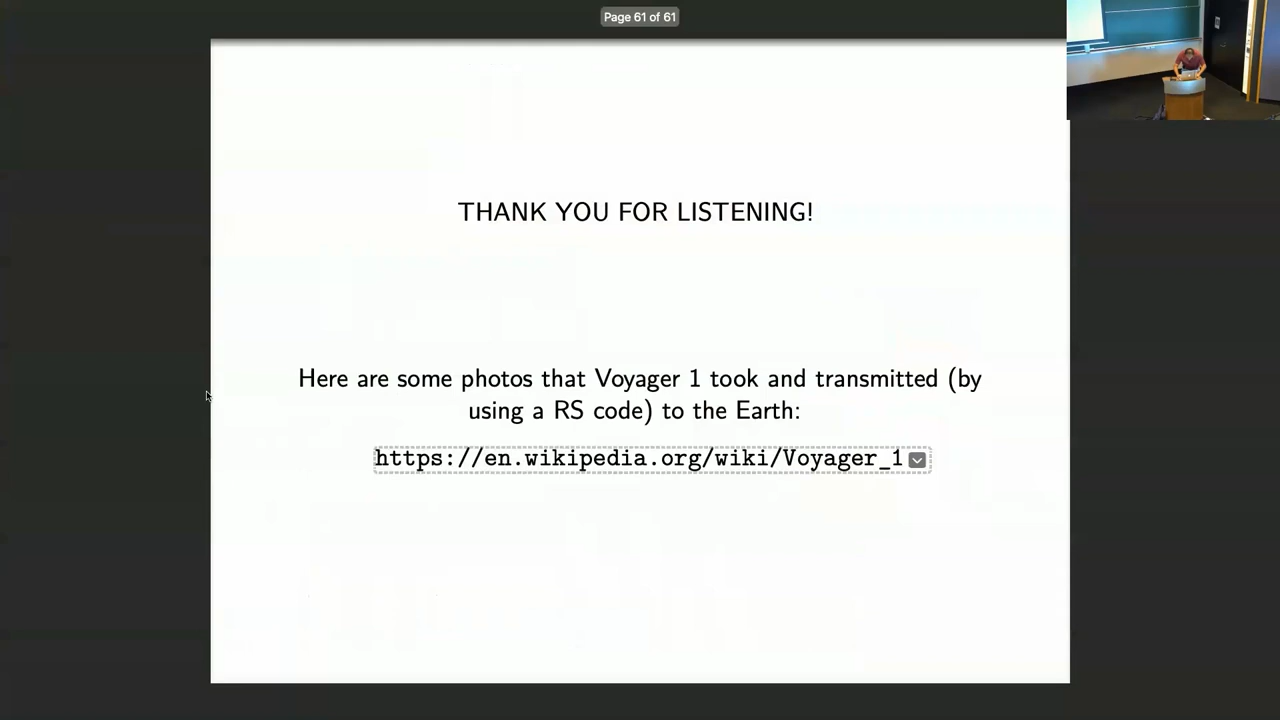 Page 61 of 61
THANK YOU FOR LISTENING!
Here are some photos that Voyager 1 took and transmitted (by
using a RS code) to the Earth:
https://en.wikipedia.org/wiki/Voyager_1